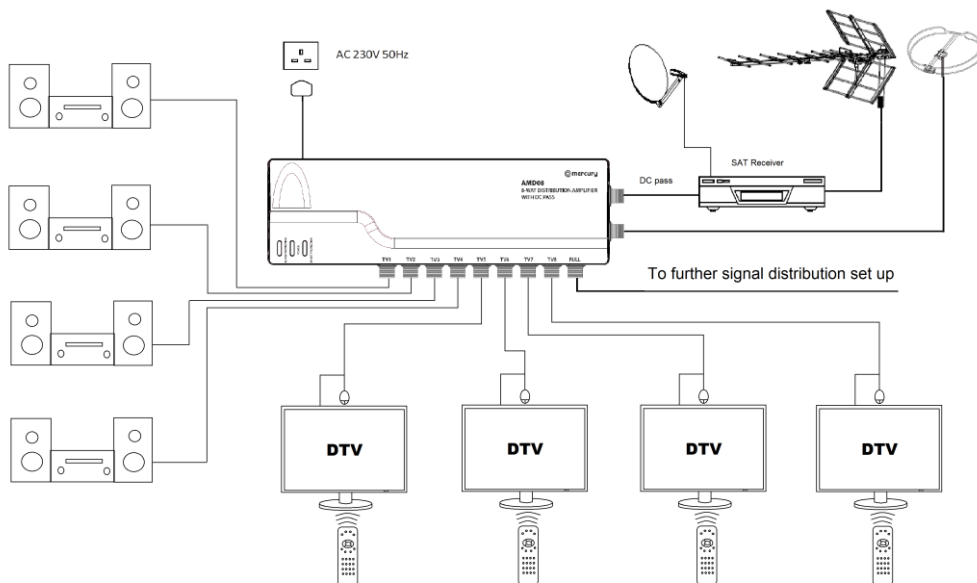 AC 230V 50Hz
mercury
AMD08
8-WAY DISTRIBUTION AMPLIFIER
WITH DC PASS
DC pass
SAT Receiver
TV1 TV2 TV3 TV4 TV5 TV6 TV7 TV8 FULL
To further signal distribution set up
DTV DTV DTV DTV